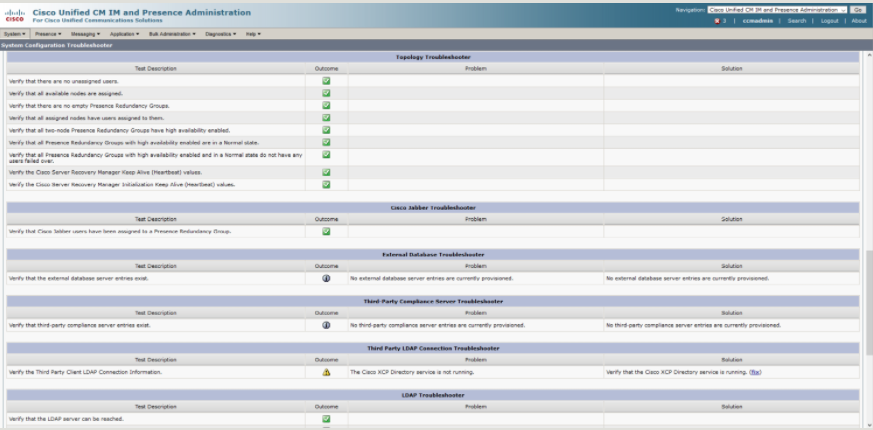 Navigation: Cisco Unified CM IM and Presence Administration Go
cisco Cisco Unified CM IM and Presence Administration
For Cisco Unified Communications Solutions
3 | ccmadmin | Search | Logout | About
System Presence Messaging Application Bulk Administration Diagnostics Help
System Configuration Troubleshooter
Topology Troubleshooter
Test Description Outcome Problem Solution
Verify that there are no unassigned users.
Verify that all available nodes are assigned.
Verify that there are no empty Presence Redundancy Groups.
Verify that all assigned nodes have users assigned to them.
Verify that all two-node Presence Redundancy Groups have high availability enabled.
Verify that all Presence Redundancy Groups with high availability enabled are in a Normal state.
Verify that all Presence Redundancy Groups with high availability enabled and in a Normal state do not have any
users failed over.
Verify the Cisco Server Recovery Manager Keep Alive (Heartbeat) values.
Verify the Cisco Server Recovery Manager Initialization Keep Alive (Heartbeat) values.
Cisco Jabber Troubleshooter
Test Description Outcome Problem Solution
Verify that Cisco Jabber users have been assigned to a Presence Redundancy Group.
External Database Troubleshooter
Test Description Outcome Problem Solution
Verify that the external database server entries exist. No external database server entries are currently provisioned. No external database server entries are currently provisioned.
Third-Party Compliance Server Troubleshooter
Test Description Outcome Problem Solution
Verify that third-party compliance server entries exist. No third-party compliance server entries are currently provisioned. No third-party compliance server entries are currently provisioned.
Third Party LDAP Connection Troubleshooter
Test Description Outcome Problem Solution
Verify the Third Party Client LDAP Connection Information. The Cisco XCP Directory service is not running. Verify that the Cisco XCP Directory service is running. (fix)
LDAP Troubleshooter
Test Description Outcome Problem Solution
Verify that the LDAP server can be reached.